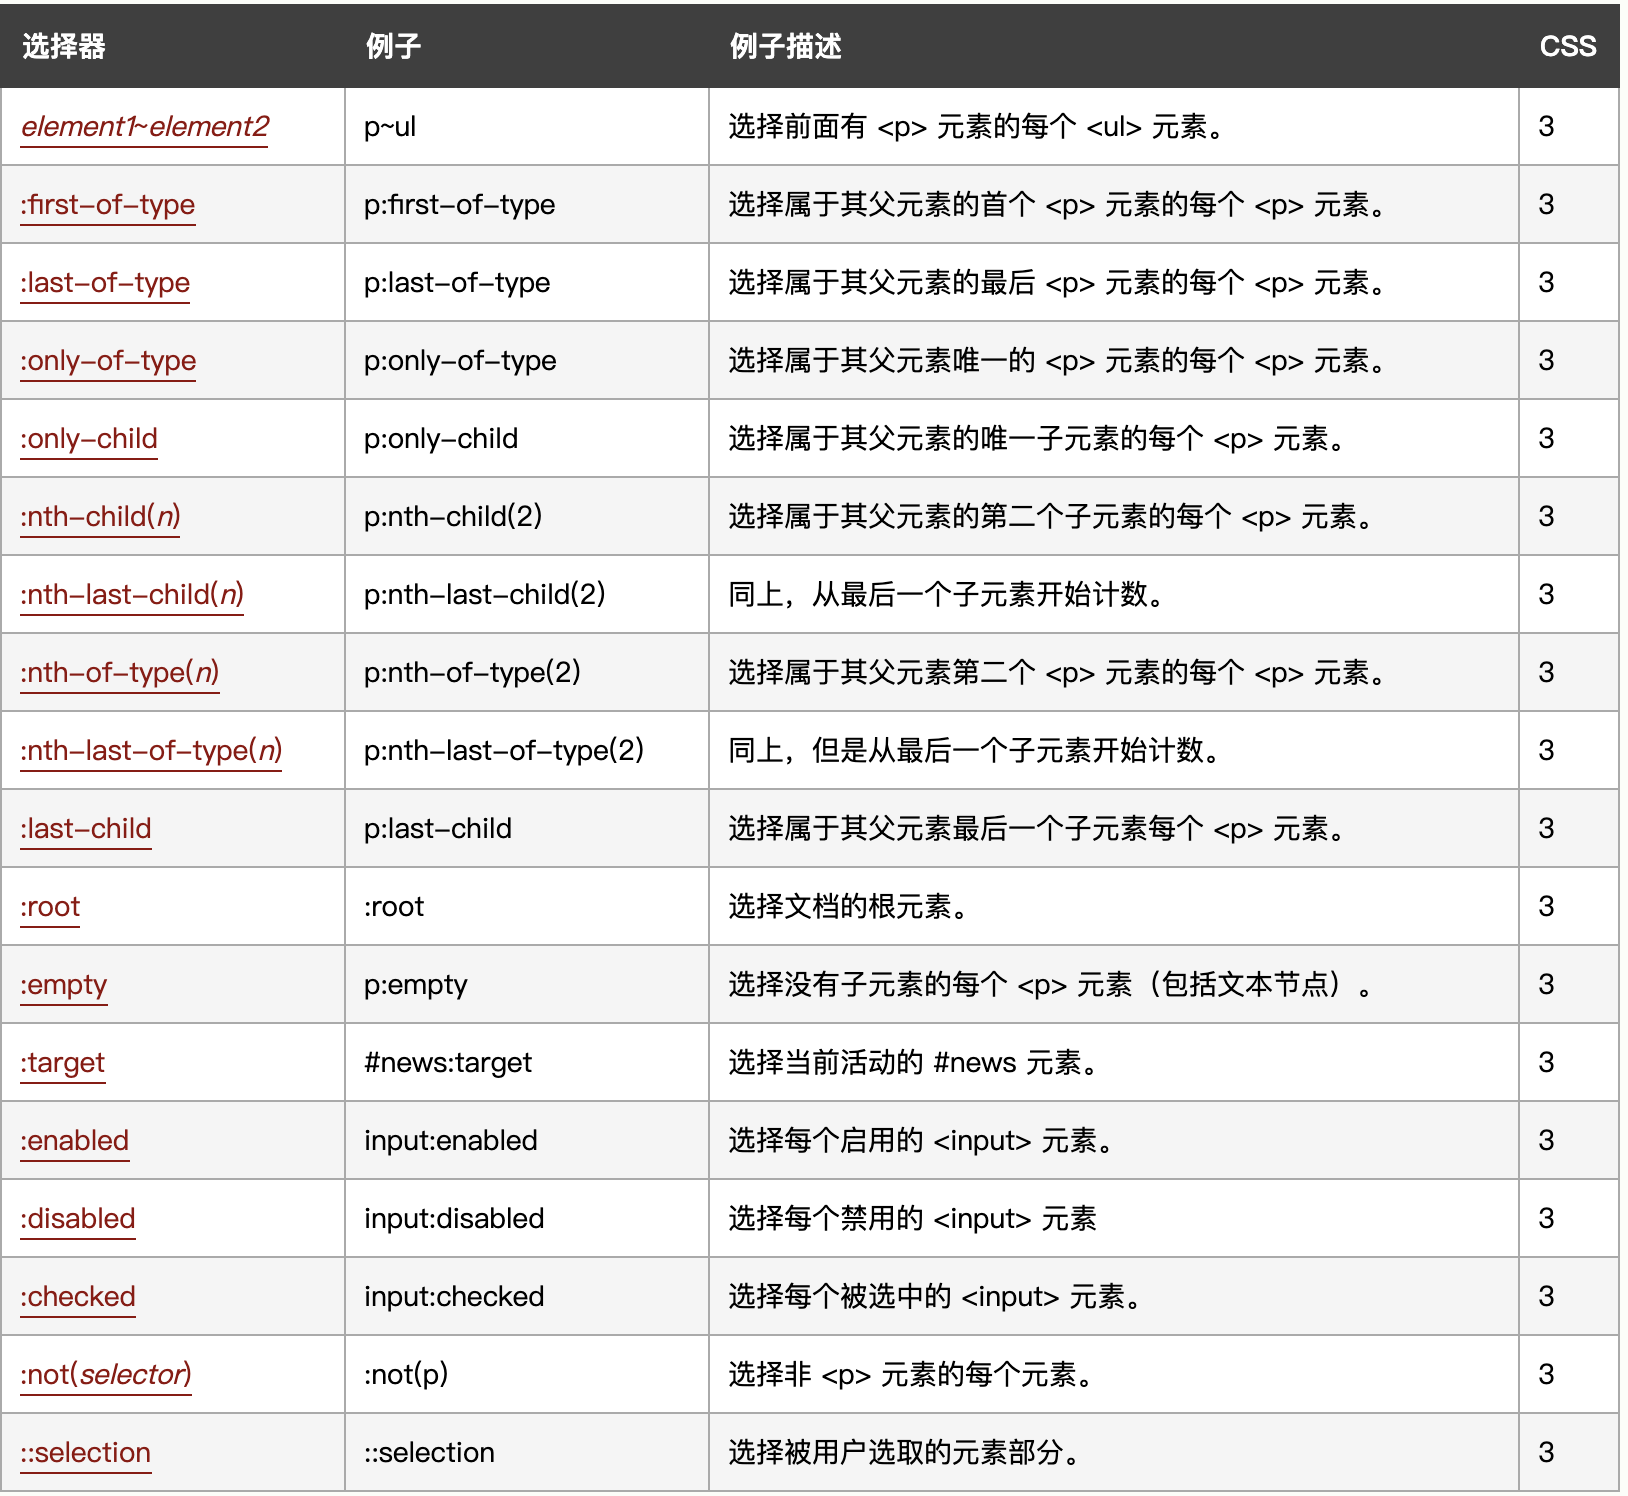 选择器 例子 例子描述 CSS
element1~element2 p~ul 选择前面有 <p> 元素的每个 <ul> 元素。 3
:first-of-type p:first-of-type 选择属于其父元素的首个 <p> 元素的每个 <p> 元素。 3
:last-of-type p:last-of-type 选择属于其父元素的最后 <p> 元素的每个 <p> 元素。 3
:only-of-type p:only-of-type 选择属于其父元素唯一的 <p> 元素的每个 <p> 元素。 3
:only-child p:only-child 选择属于其父元素的唯一子元素的每个 <p> 元素。 3
:nth-child(n) p:nth-child(2) 选择属于其父元素的第二个子元素的每个 <p> 元素。 3
:nth-last-child(n) p:nth-last-child(2) 同上，从最后一个子元素开始计数。 3
:nth-of-type(n) p:nth-of-type(2) 选择属于其父元素第二个 <p> 元素的每个 <p> 元素。 3
:nth-last-of-type(n) p:nth-last-of-type(2) 同上，但是从最后一个子元素开始计数。 3
:last-child p:last-child 选择属于其父元素最后一个子元素每个 <p> 元素。 3
:root :root 选择文档的根元素。 3
:empty p:empty 选择没有子元素的每个 <p> 元素（包括文本节点）。 3
:target #news:target 选择当前活动的 #news 元素。 3
:enabled input:enabled 选择每个启用的 <input> 元素。 3
:disabled input:disabled 选择每个禁用的 <input> 元素 3
:checked input:checked 选择每个被选中的 <input> 元素。 3
:not(selector) :not(p) 选择非 <p> 元素的每个元素。 3
::selection ::selection 选择被用户选取的元素部分。 3